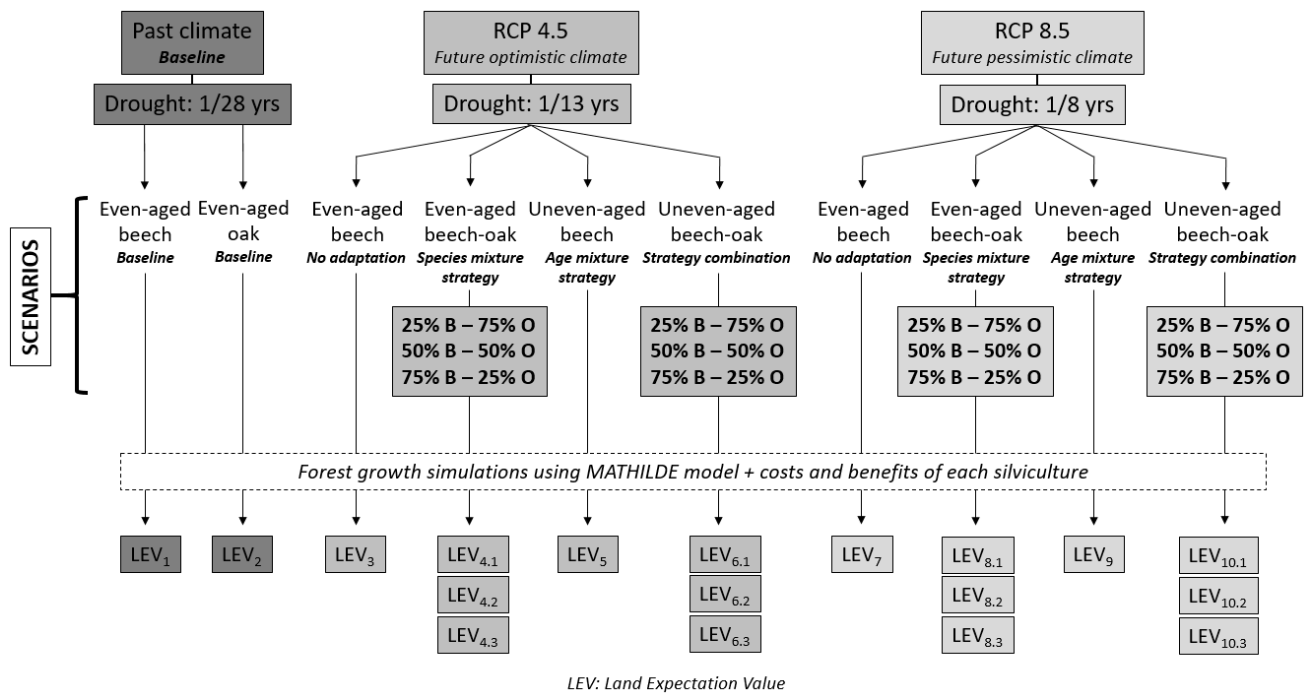 Past climate
Baseline
RCP 4.5
Future optimistic climate
RCP 8.5
Future pessimistic climate
Drought: 1/28 yrs
Drought: 1/13 yrs
Drought: 1/8 yrs
SCENARIOS
Even-aged
beech
Baseline
Even-aged
oak
Baseline
Even-aged
beech
No adaptation
Even-aged
beech-oak
Species mixture
strategy
Uneven-aged
beech
Age mixture
strategy
Uneven-aged
beech-oak
Strategy combination
Even-aged
beech
No adaptation
Even-aged
beech-oak
Species mixture
strategy
Uneven-aged
beech
Age mixture
strategy
Uneven-aged
beech-oak
Strategy combination
25% B – 75% O
50% B – 50% O
75% B – 25% O
25% B – 75% O
50% B – 50% O
75% B – 25% O
25% B – 75% O
50% B – 50% O
75% B – 25% O
25% B – 75% O
50% B – 50% O
75% B – 25% O
Forest growth simulations using MATHILDE model + costs and benefits of each silviculture
LEV1
LEV2
LEV3
LEV4.1
LEV4.2
LEV4.3
LEV5
LEV6.1
LEV6.2
LEV6.3
LEV7
LEV8.1
LEV8.2
LEV8.3
LEV9
LEV10.1
LEV10.2
LEV10.3
LEV: Land Expectation Value